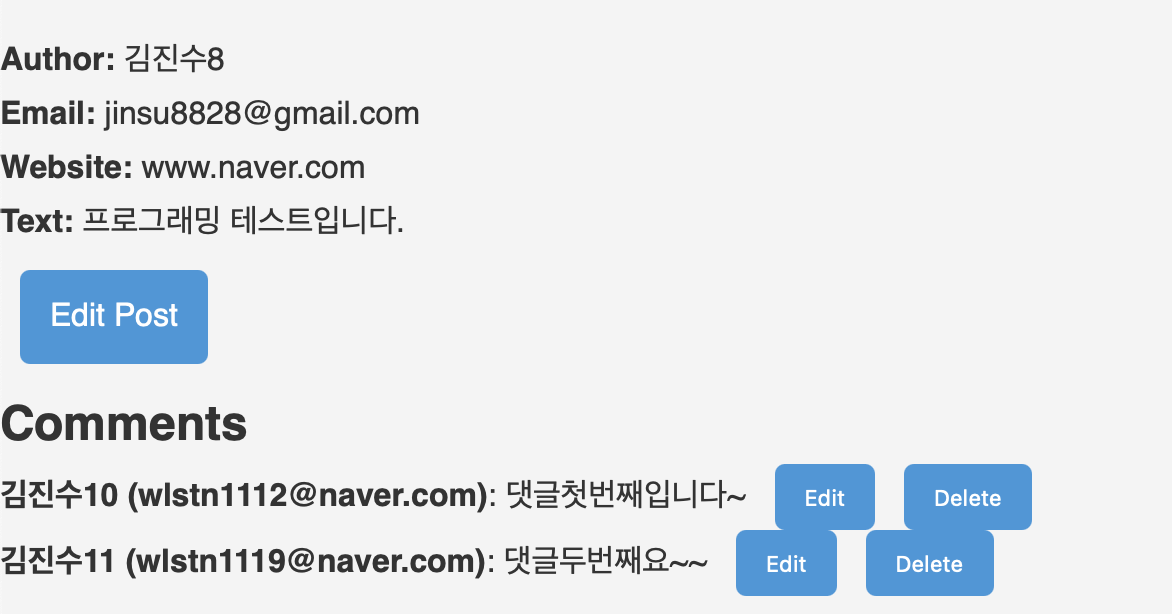 Author: 김진수8
Email: jinsu8828@gmail.com
Website: www.naver.com
Text: 프로그래밍 테스트입니다.
Edit Post
Comments
김진수10 (wlstn1112@naver.com): 댓글첫번째입니다~ Edit Delete
김진수11 (wlstn1119@naver.com): 댓글두번째요~~ Edit Delete